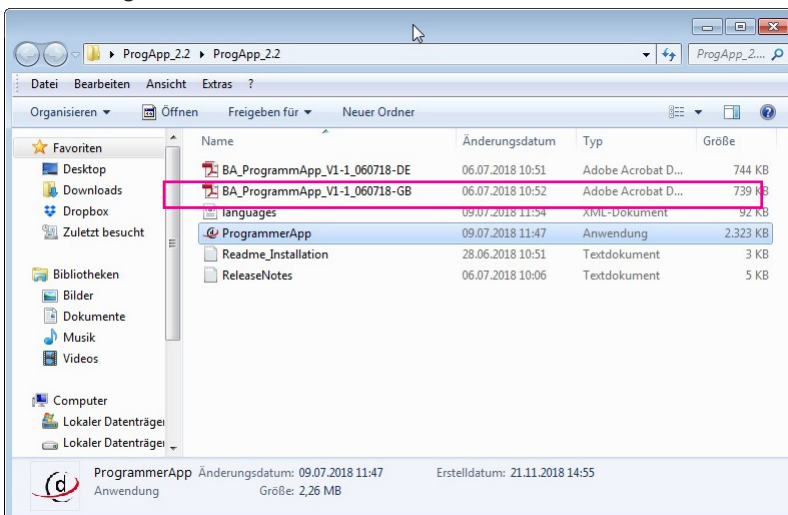 ProgApp_2.2 ▸ ProgApp_2.2
ProgApp_2....
Datei Bearbeiten Ansicht Extras ?
Organisieren Öffnen Freigeben für Neuer Ordner
Favoriten
Desktop
Downloads
Dropbox
Zuletzt besucht
Bibliotheken
Bilder
Dokumente
Musik
Videos
Computer
Lokaler Datenträger
Lokaler Datenträger
Name Änderungsdatum Typ Größe
BA_ProgrammApp_V1-1_060718-DE 06.07.2018 10:51 Adobe Acrobat D... 744 KB
BA_ProgrammApp_V1-1_060718-GB 06.07.2018 10:52 Adobe Acrobat D... 739 KB
languages 09.07.2018 11:54 XML-Dokument 92 KB
ProgrammerApp 09.07.2018 11:47 Anwendung 2.323 KB
Readme_Installation 28.06.2018 10:51 Textdokument 3 KB
ReleaseNotes 06.07.2018 10:06 Textdokument 5 KB
ProgrammerApp Änderungsdatum: 09.07.2018 11:47 Erstelldatum: 21.11.2018 14:55
Anwendung Größe: 2,26 MB